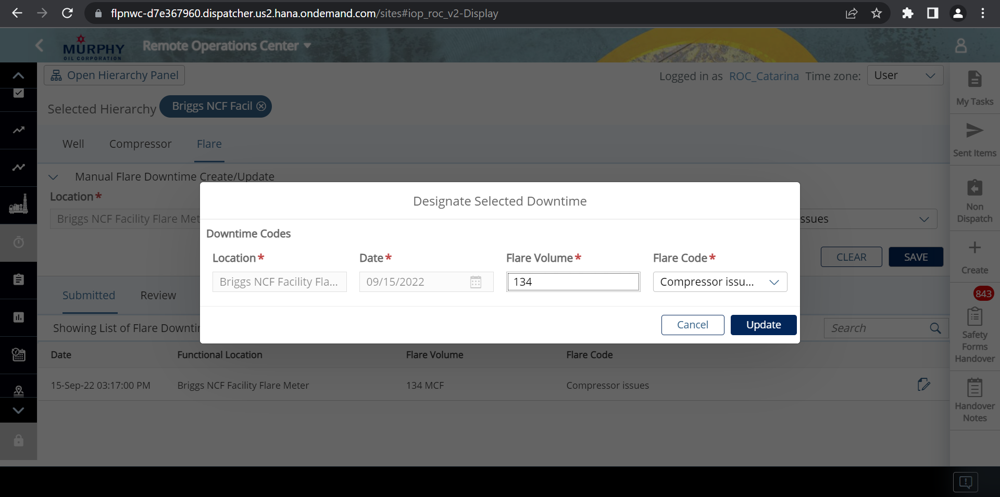 flpnwc-d7e367960.dispatcher.us2.hana.ondemand.com/sites#iop_roc_v2-Display
MURPHY
OIL CORPORATION
Remote Operations Center
Open Hierarchy Panel
Logged in as ROC_Catarina Time zone: User
Selected Hierarchy Briggs NCF Facil
Well Compressor Flare
Manual Flare Downtime Create/Update
Location*
Briggs NCF Facility Flare Met
ssues
CLEAR SAVE
Designate Selected Downtime
Downtime Codes
Location* Date* Flare Volume* Flare Code*
Briggs NCF Facility Fla... 09/15/2022 134 Compressor issu...
Cancel Update
Submitted Review
Showing List of Flare Downti
Search
Date Functional Location Flare Volume Flare Code
15-Sep-22 03:17:00 PM Briggs NCF Facility Flare Meter 134 MCF Compressor issues
My Tasks
Sent Items
Non
Dispatch
Create
843
Safety
Forms
Handover
Handover
Notes